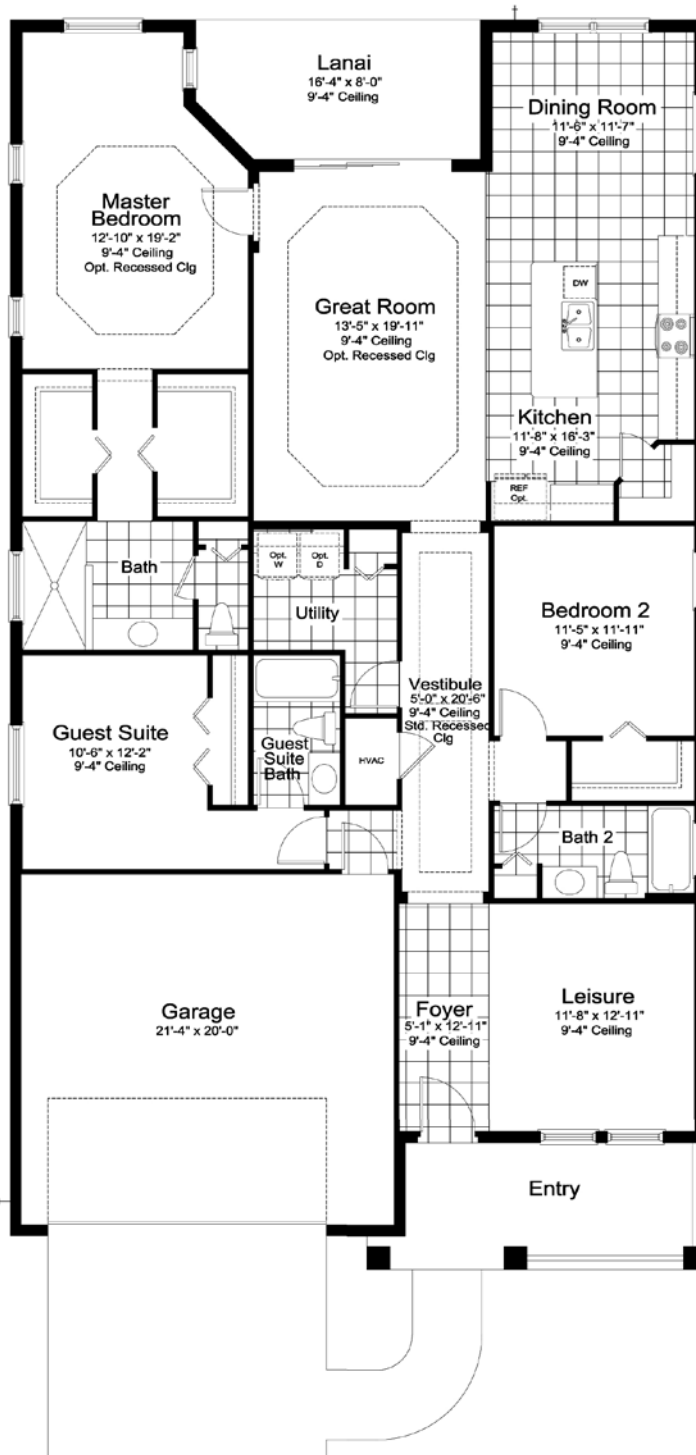 Lanai
16'-4" x 8'-0"
9'-4" Ceiling
Dining Room
11'-6" x 11'-7"
9'-4" Ceiling
Master
Bedroom
12'-10" x 19'-2"
9'-4" Ceiling
Opt. Recessed Clg
Great Room
13'-5" x 19'-11"
9'-4" Ceiling
Opt. Recessed Clg
DW
Kitchen
11'-8" x 16'-3"
9'-4" Ceiling
REF
Opt.
Bath
Opt.
W
Opt.
D
Utility
Bedroom 2
11'-5" x 11'-11"
9'-4" Ceiling
Vestibule
5'-0" x 20'-6"
9'-4" Ceiling
Std. Recessed
Clg
Guest Suite
10'-6" x 12'-2"
9'-4" Ceiling
Guest
Suite
Bath
HVAC
Bath 2
Garage
21'-4" x 20'-0"
Foyer
5'-1" x 12'-11"
9'-4" Ceiling
Leisure
11'-8" x 12'-11"
9'-4" Ceiling
Entry